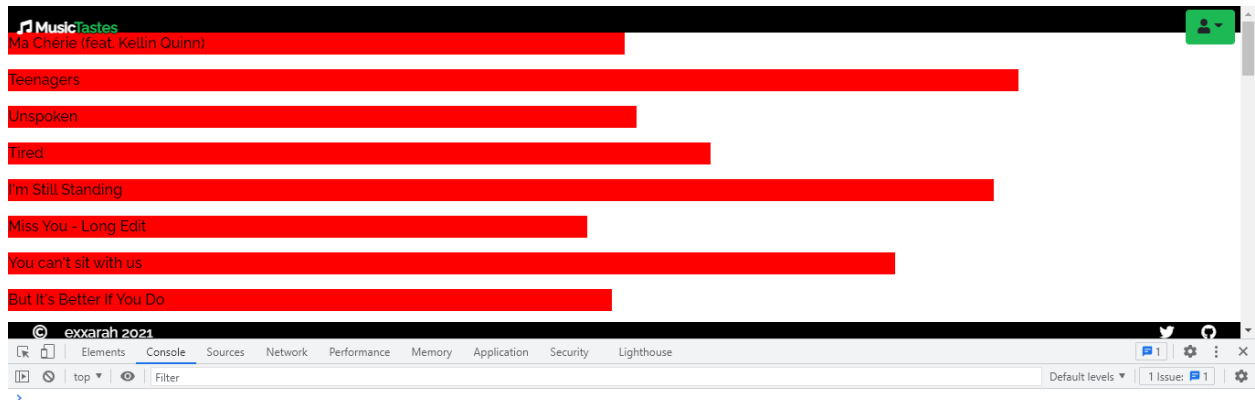 MusicTastes
Ma Chérie (feat. Kellin Quinn)
Teenagers
Unspoken
Tired
I'm Still Standing
Miss You - Long Edit
You can't sit with us
But It's Better If You Do
© exxarah 2021
Elements Console Sources Network Performance Memory Application Security Lighthouse 1
top Filter Default levels 1 Issue: 1